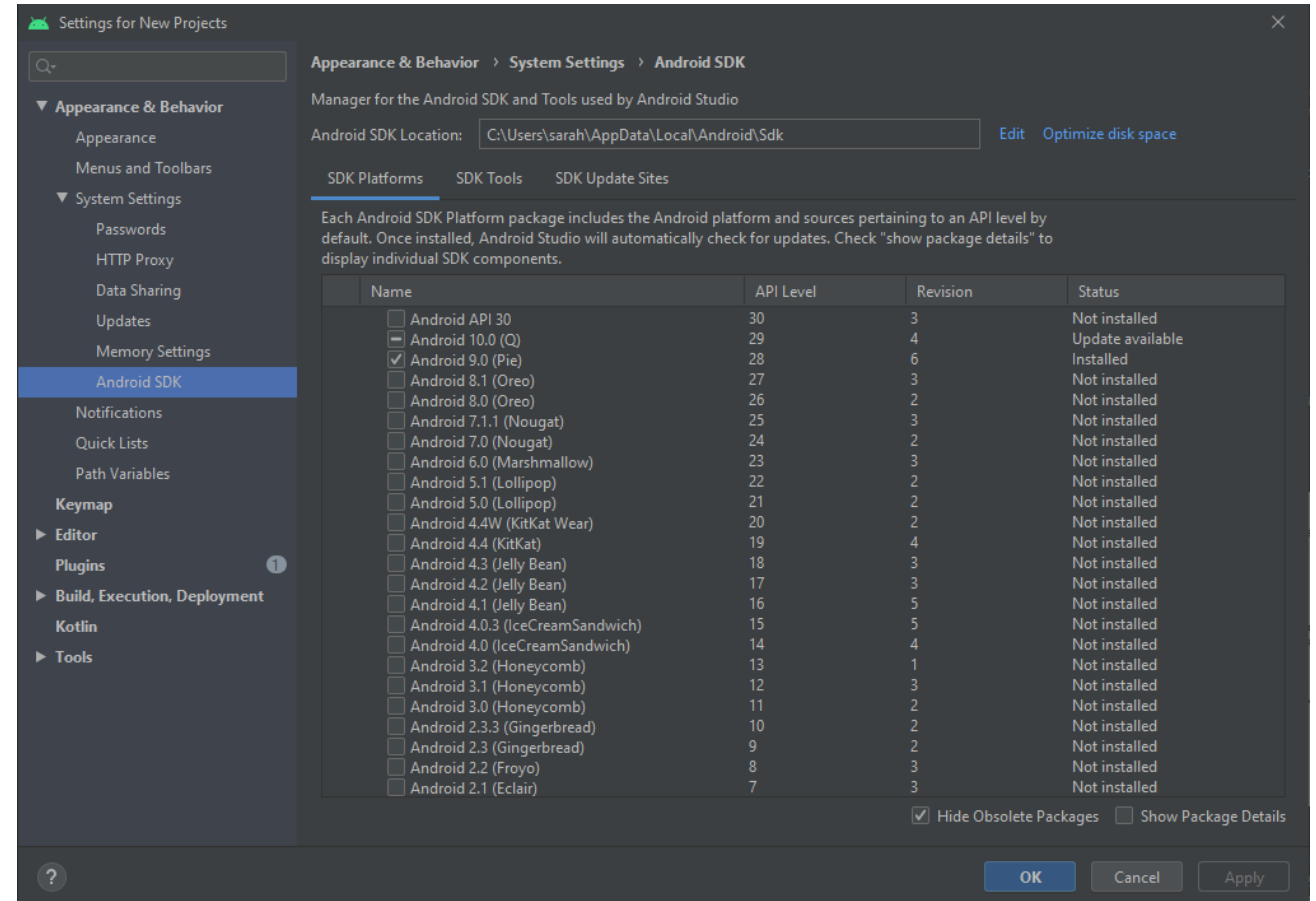 Settings for New Projects
Appearance & Behavior
Appearance
Menus and Toolbars
System Settings
Passwords
HTTP Proxy
Data Sharing
Updates
Memory Settings
Android SDK
Notifications
Quick Lists
Path Variables
Keymap
Editor
Plugins 1
Build, Execution, Deployment
Kotlin
Tools
Appearance & Behavior › System Settings › Android SDK
Manager for the Android SDK and Tools used by Android Studio
Android SDK Location: C:\Users\sarah\AppData\Local\Android\Sdk Edit Optimize disk space
SDK Platforms SDK Tools SDK Update Sites
Each Android SDK Platform package includes the Android platform and sources pertaining to an API level by
default. Once installed, Android Studio will automatically check for updates. Check "show package details" to
display individual SDK components.
Name API Level Revision Status
Android API 30 30 3 Not installed
Android 10.0 (Q) 29 4 Update available
Android 9.0 (Pie) 28 6 Installed
Android 8.1 (Oreo) 27 3 Not installed
Android 8.0 (Oreo) 26 2 Not installed
Android 7.1.1 (Nougat) 25 3 Not installed
Android 7.0 (Nougat) 24 2 Not installed
Android 6.0 (Marshmallow) 23 3 Not installed
Android 5.1 (Lollipop) 22 2 Not installed
Android 5.0 (Lollipop) 21 2 Not installed
Android 4.4W (KitKat Wear) 20 2 Not installed
Android 4.4 (KitKat) 19 4 Not installed
Android 4.3 (Jelly Bean) 18 3 Not installed
Android 4.2 (Jelly Bean) 17 3 Not installed
Android 4.1 (Jelly Bean) 16 5 Not installed
Android 4.0.3 (IceCreamSandwich) 15 5 Not installed
Android 4.0 (IceCreamSandwich) 14 4 Not installed
Android 3.2 (Honeycomb) 13 1 Not installed
Android 3.1 (Honeycomb) 12 3 Not installed
Android 3.0 (Honeycomb) 11 2 Not installed
Android 2.3.3 (Gingerbread) 10 2 Not installed
Android 2.3 (Gingerbread) 9 2 Not installed
Android 2.2 (Froyo) 8 3 Not installed
Android 2.1 (Eclair) 7 3 Not installed
Hide Obsolete Packages Show Package Details
? OK Cancel Apply